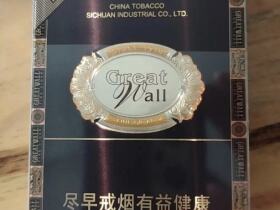 CHINA TOBACCO
SICHUAN INDUSTRIAL CO., LTD.
Great
Wall
尽早戒烟有益健康